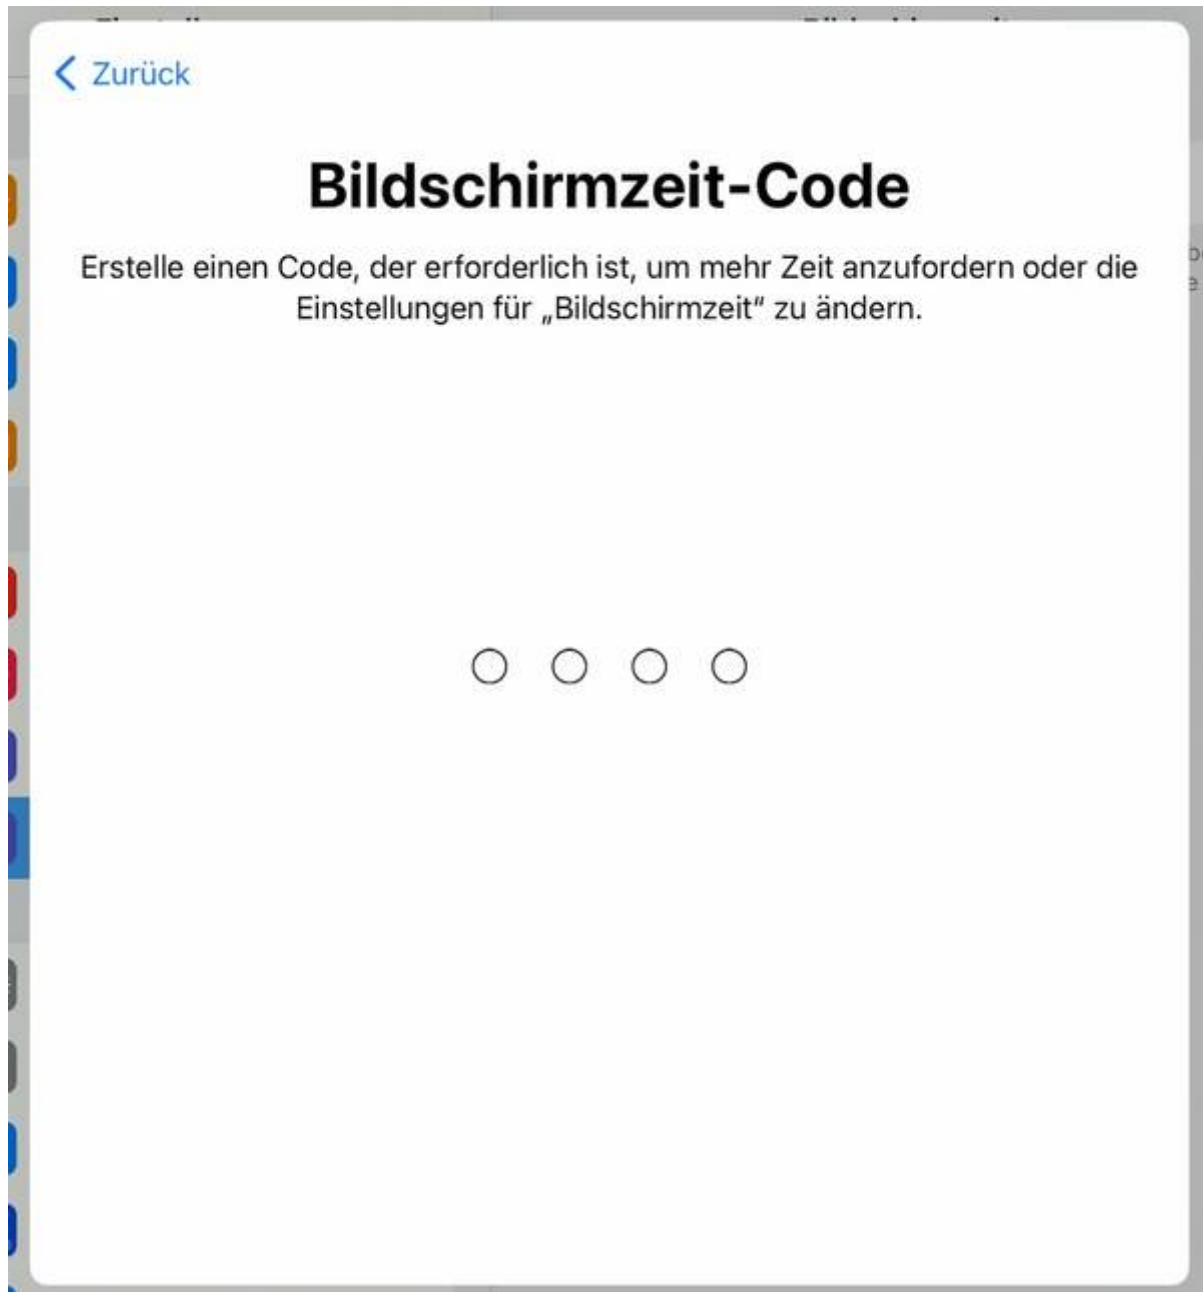 Zurück
Bildschirmzeit-Code
Erstelle einen Code, der erforderlich ist, um mehr Zeit anzufordern oder die
Einstellungen für „Bildschirmzeit“ zu ändern.